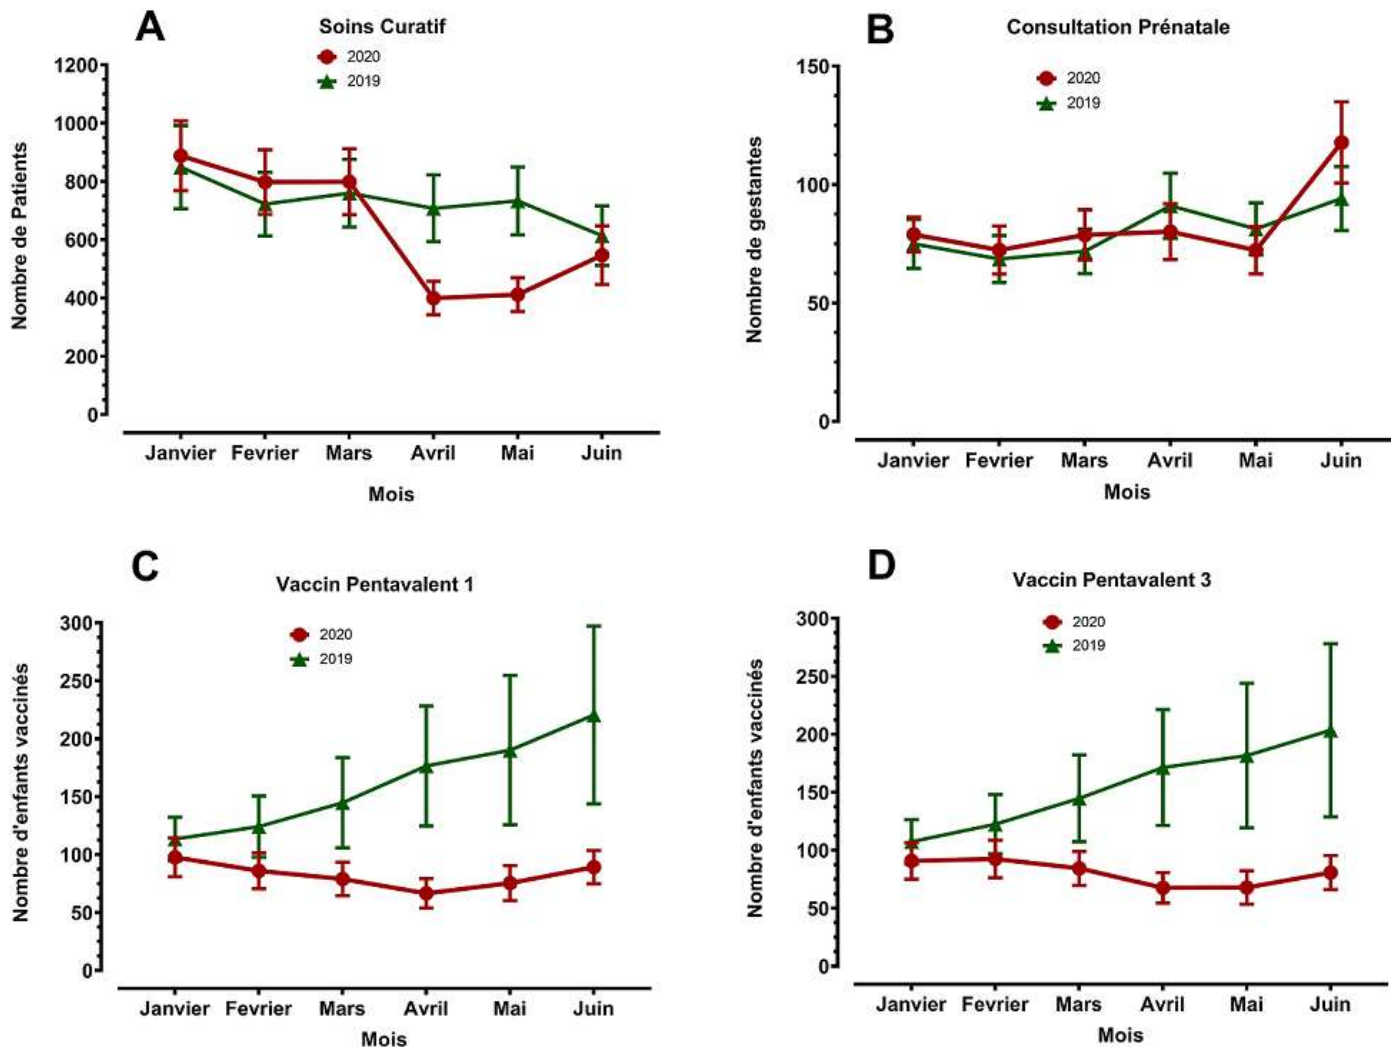 A
Soins Curatif
2020
2019
1200
1000
800
600
400
200
0
Nombre de Patients
Janvier Fevrier Mars Avril Mai Juin
Mois
B
Consultation Prénatale
2020
2019
150
100
50
0
Nombre de gestantes
Janvier Fevrier Mars Avril Mai Juin
Mois
C
Vaccin Pentavalent 1
2020
2019
300
250
200
150
100
50
0
Nombre d'enfants vaccinés
Janvier Fevrier Mars Avril Mai Juin
Mois
D
Vaccin Pentavalent 3
2020
2019
300
250
200
150
100
50
0
Nombre d'enfants vaccinés
Janvier Fevrier Mars Avril Mai Juin
Mois